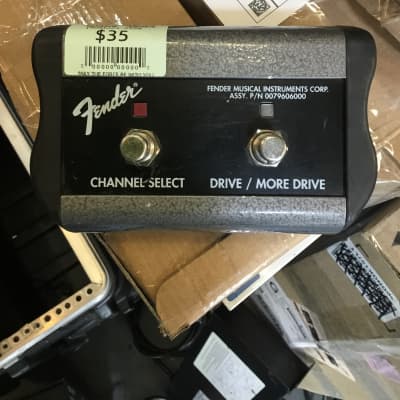 $35
Fender
FENDER MUSICAL INSTRUMENTS CORP.
ASSY. P/N 0079606000
CHANNEL SELECT
DRIVE / MORE DRIVE